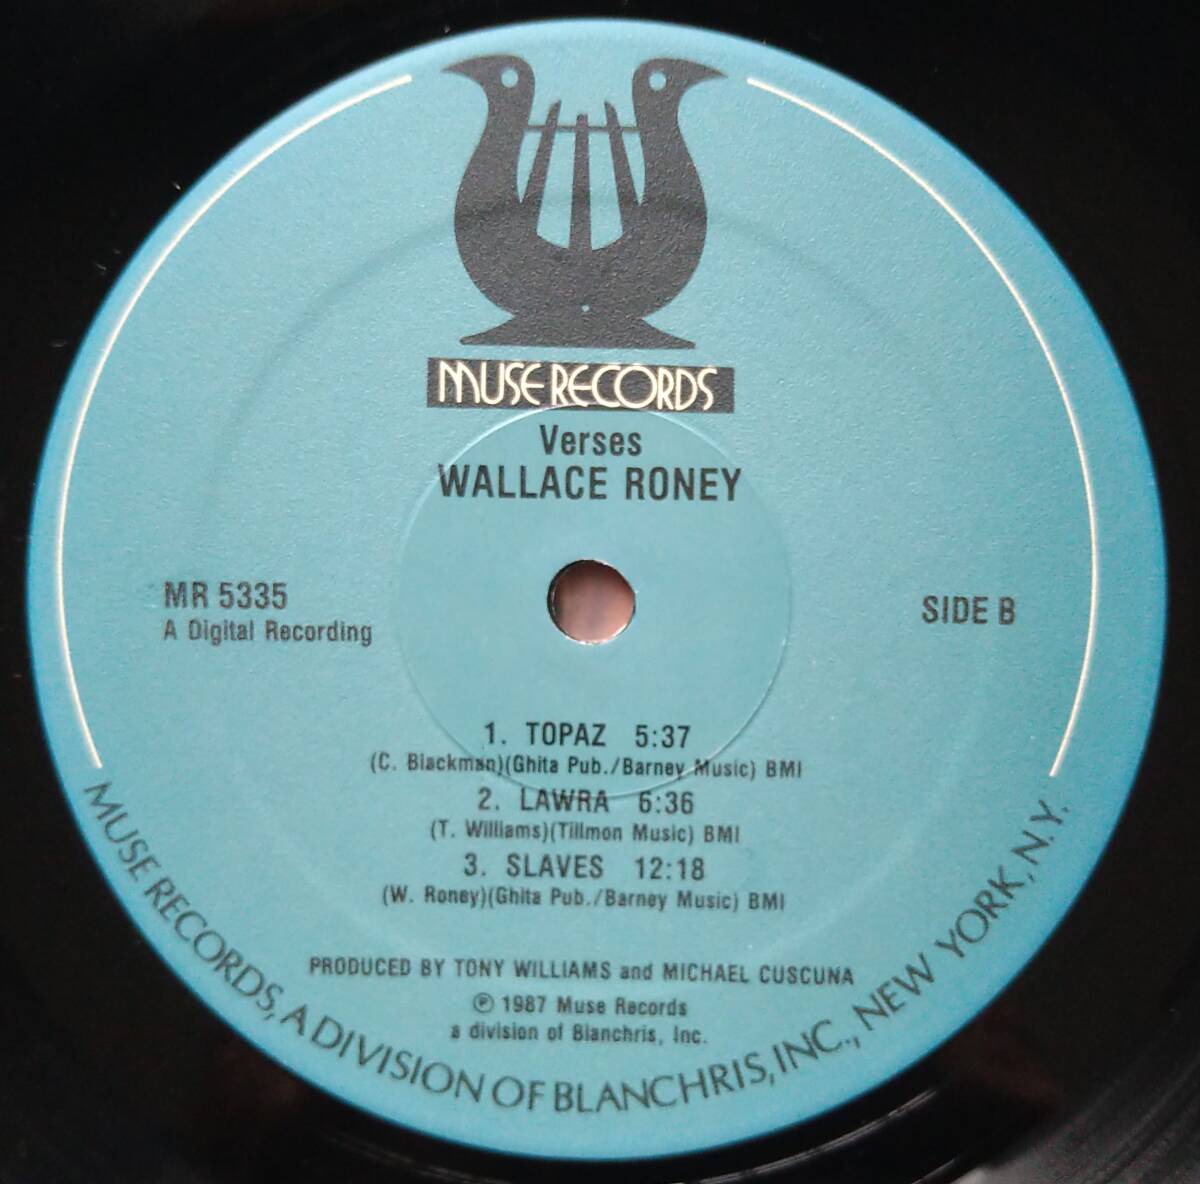 MUSE RECORDS
Verses
WALLACE RONEY
MR 5335
A Digital Recording
SIDE B
1. TOPAZ 5:37
(C. Blackman)(Ghita Pub./Barney Music) BMI
2. LAWRA 6:36
(T. Williams)(Tillmon Music) BMI
3. SLAVES 12:18
(W. Roney)(Ghita Pub./Barney Music) BMI
PRODUCED BY TONY WILLIAMS and MICHAEL CUSCUNA
℗ 1987 Muse Records
a division of Blanchris, Inc.
MUSE RECORDS, A DIVISION OF BLANCHRIS, INC., NEW YORK, N.Y.